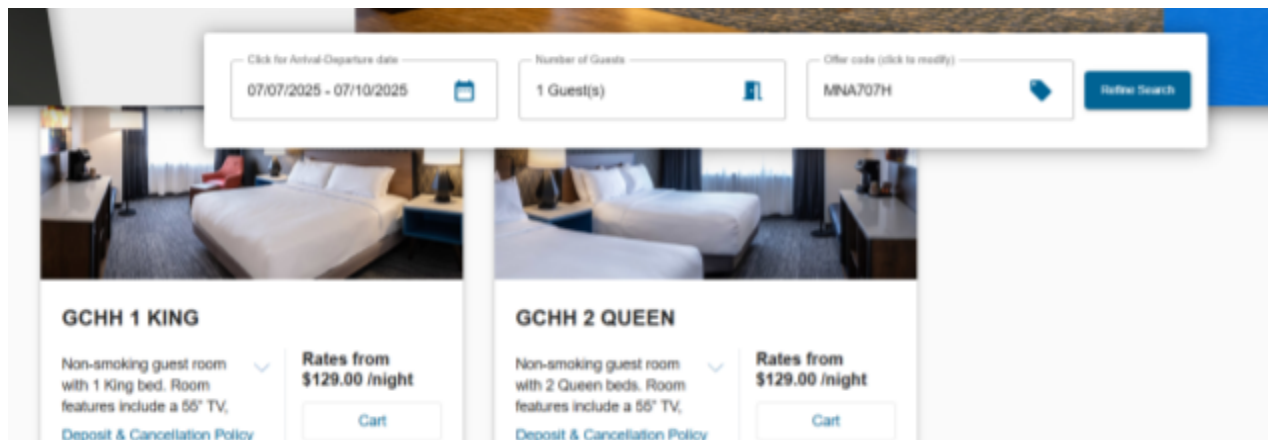 Click for Arrival-Departure date
Number of Guests
Offer code (click to modify)
07/07/2025 - 07/10/2025
1 Guest(s)
MNA707H
Refine Search
GCHH 1 KING
Non-smoking guest room
with 1 King bed. Room
features include a 55" TV,
Deposit & Cancellation Policy
Rates from
$129.00 /night
Cart
GCHH 2 QUEEN
Non-smoking guest room
with 2 Queen beds. Room
features include a 55" TV,
Deposit & Cancellation Policy
Rates from
$129.00 /night
Cart